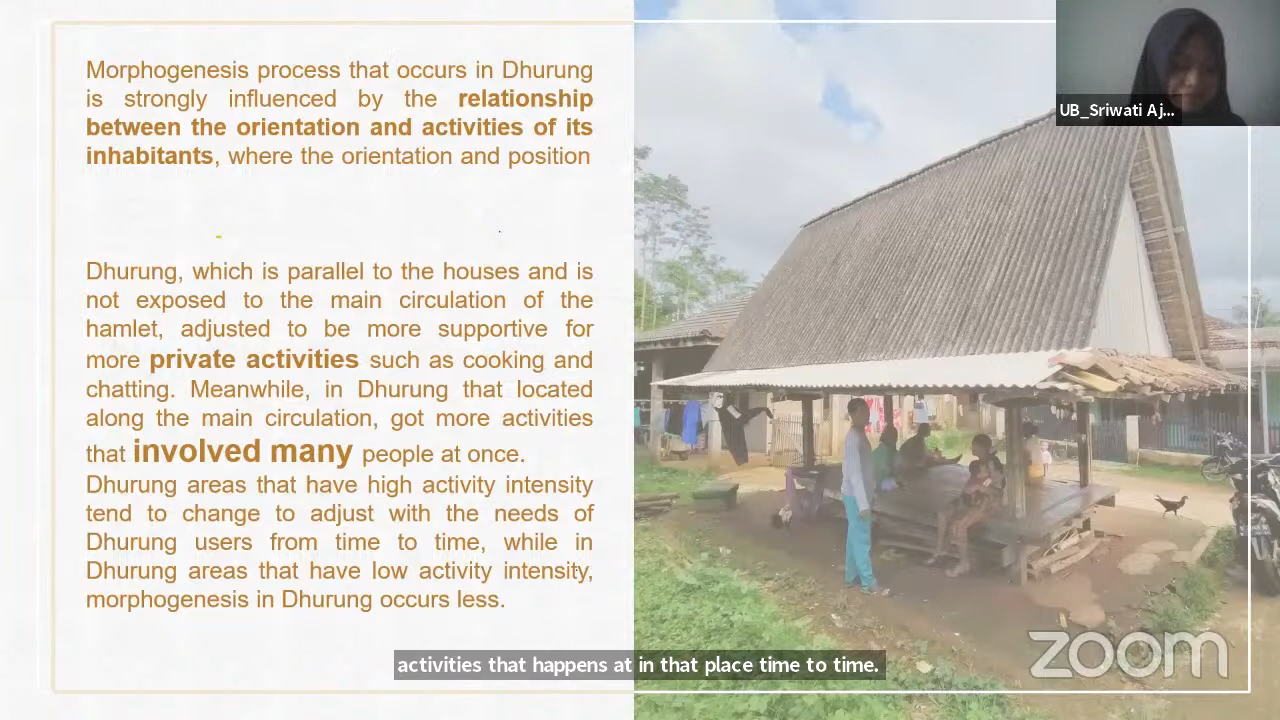 Morphogenesis process that occurs in Dhurung
is strongly influenced by the relationship
between the orientation and activities of its
inhabitants, where the orientation and position
Dhurung, which is parallel to the houses and is
not exposed to the main circulation of the
hamlet, adjusted to be more supportive for
more private activities such as cooking and
chatting. Meanwhile, in Dhurung that located
along the main circulation, got more activities
that involved many people at once.
Dhurung areas that have high activity intensity
tend to change to adjust with the needs of
Dhurung users from time to time, while in
Dhurung areas that have low activity intensity,
morphogenesis in Dhurung occurs less.
UB_Sriwati Aj...
activities that happens at in that place time to time.
zoom